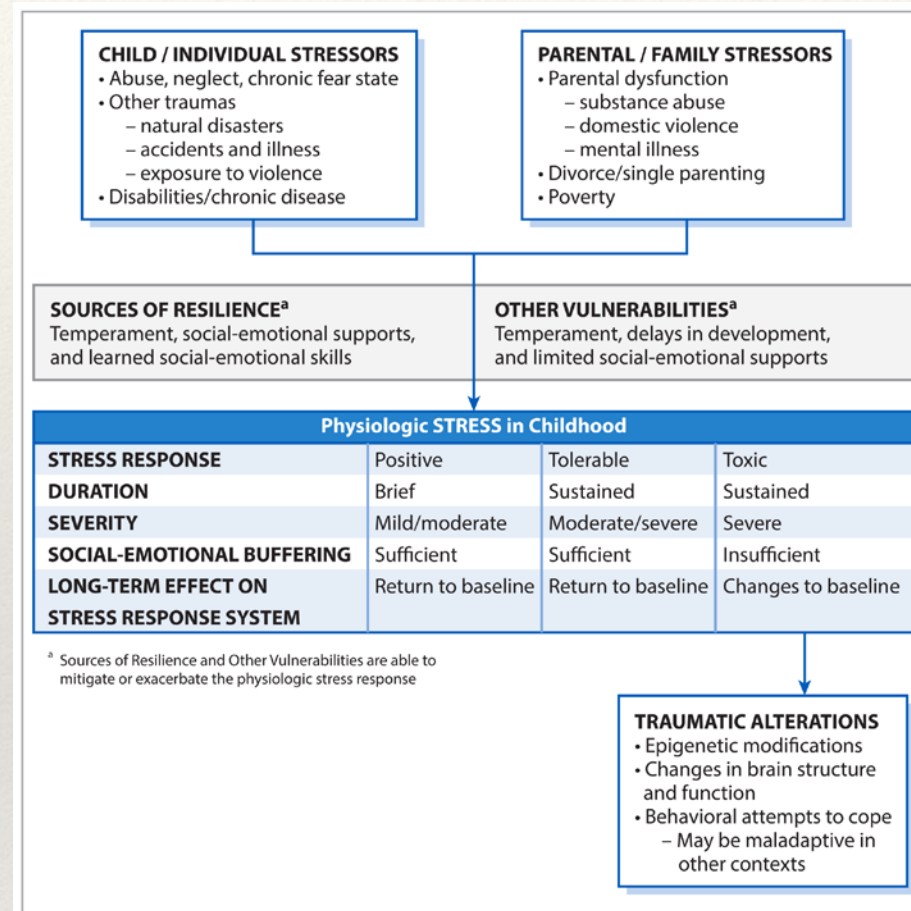 CHILD / INDIVIDUAL STRESSORS
• Abuse, neglect, chronic fear state
• Other traumas
– natural disasters
– accidents and illness
– exposure to violence
• Disabilities/chronic disease
PARENTAL / FAMILY STRESSORS
• Parental dysfunction
– substance abuse
– domestic violence
– mental illness
• Divorce/single parenting
• Poverty
SOURCES OF RESILIENCEᵃ
Temperament, social-emotional supports,
and learned social-emotional skills
OTHER VULNERABILITIESᵃ
Temperament, delays in development,
and limited social-emotional supports
Physiologic STRESS in Childhood
STRESS RESPONSE Positive Tolerable Toxic
DURATION Brief Sustained Sustained
SEVERITY Mild/moderate Moderate/severe Severe
SOCIAL-EMOTIONAL BUFFERING Sufficient Sufficient Insufficient
LONG-TERM EFFECT ON Return to baseline Return to baseline Changes to baseline
STRESS RESPONSE SYSTEM
ᵃ Sources of Resilience and Other Vulnerabilities are able to
mitigate or exacerbate the physiologic stress response
TRAUMATIC ALTERATIONS
• Epigenetic modifications
• Changes in brain structure
and function
• Behavioral attempts to cope
– May be maladaptive in
other contexts